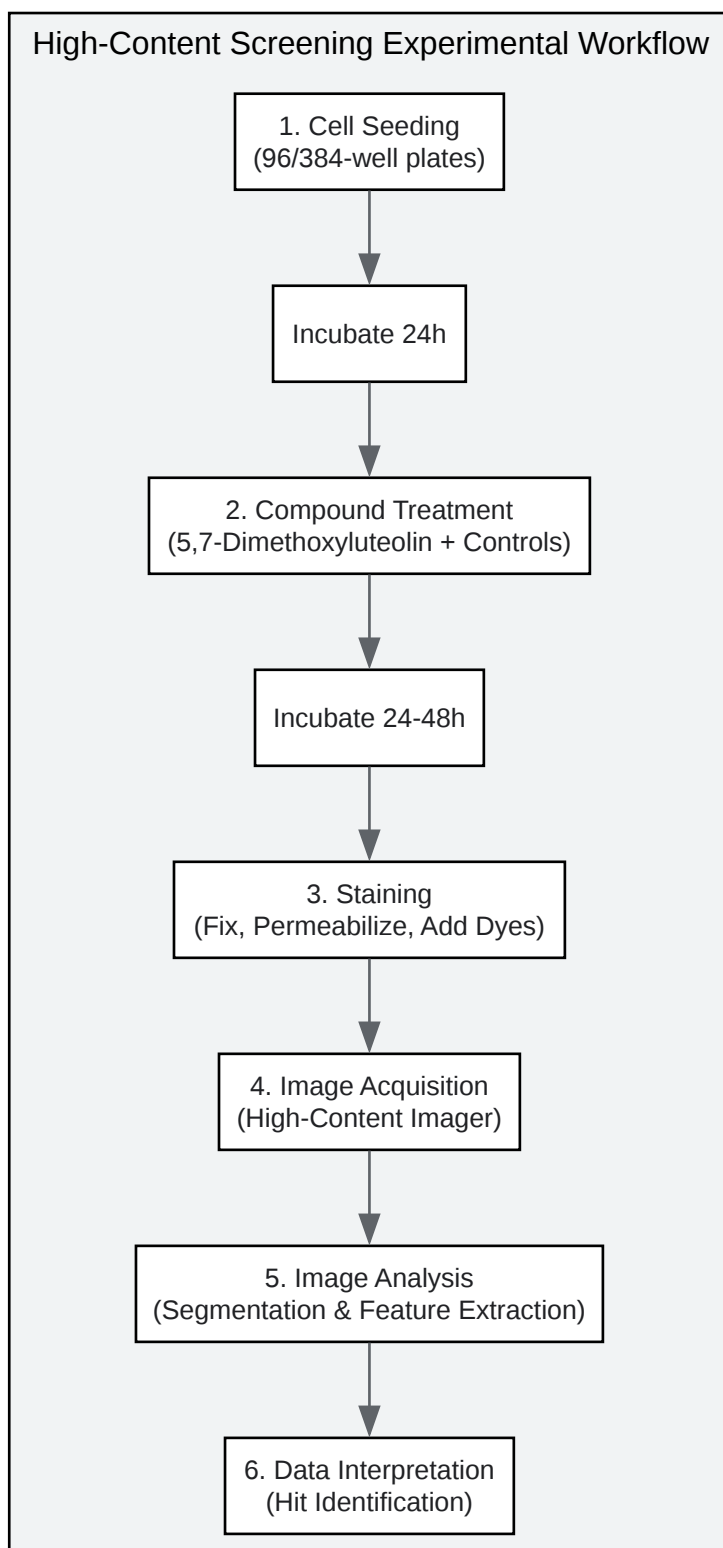 High-Content Screening Experimental Workflow
1. Cell Seeding
(96/384-well plates)
Incubate 24h
2. Compound Treatment
(5,7-Dimethoxyluteolin + Controls)
Incubate 24-48h
3. Staining
(Fix, Permeabilize, Add Dyes)
4. Image Acquisition
(High-Content Imager)
5. Image Analysis
(Segmentation & Feature Extraction)
6. Data Interpretation
(Hit Identification)